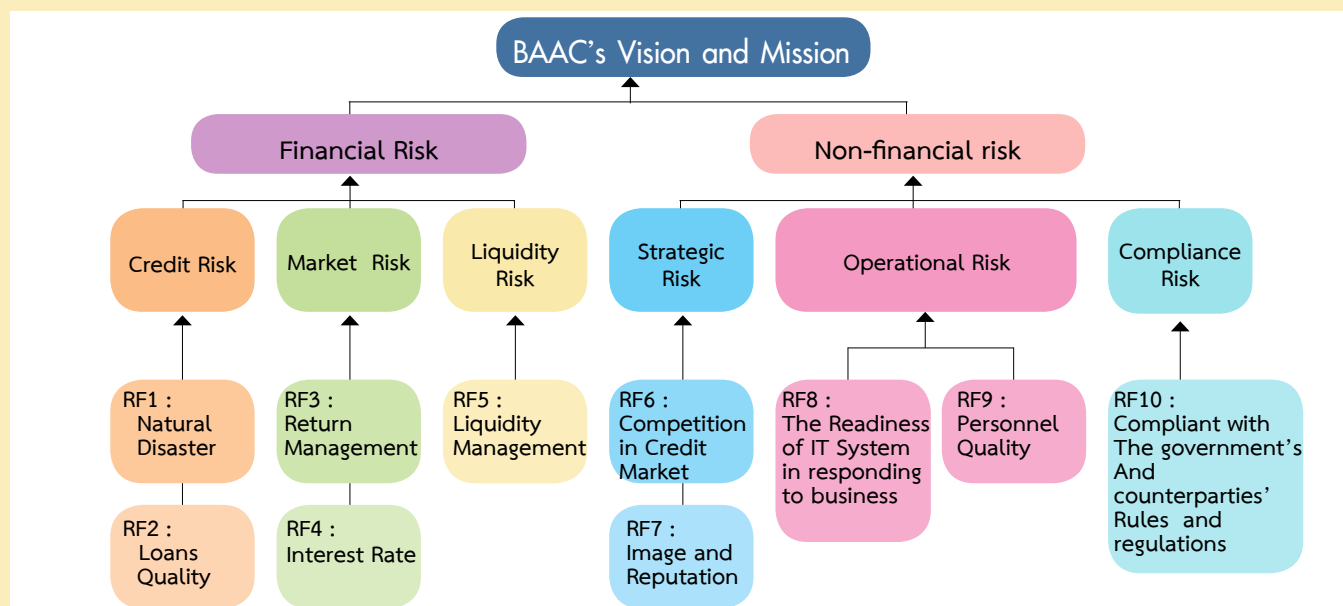 BAAC’s Vision and Mission
Financial Risk
Non-financial risk
Credit Risk
Market Risk
Liquidity
Risk
Strategic
Risk
Operational Risk
Compliance
Risk
RF1 :
Natural
Disaster
RF3 :
Return
Management
RF5 :
Liquidity
Management
RF6 :
Competition
in Credit
Market
RF8 :
The Readiness
of IT System
in responding
to business
RF9 :
Personnel
Quality
RF10 :
Compliant with
The government’s
And
counterparties’
Rules and
regulations
RF2 :
Loans
Quality
RF4 :
Interest Rate
RF7 :
Image and
Reputation